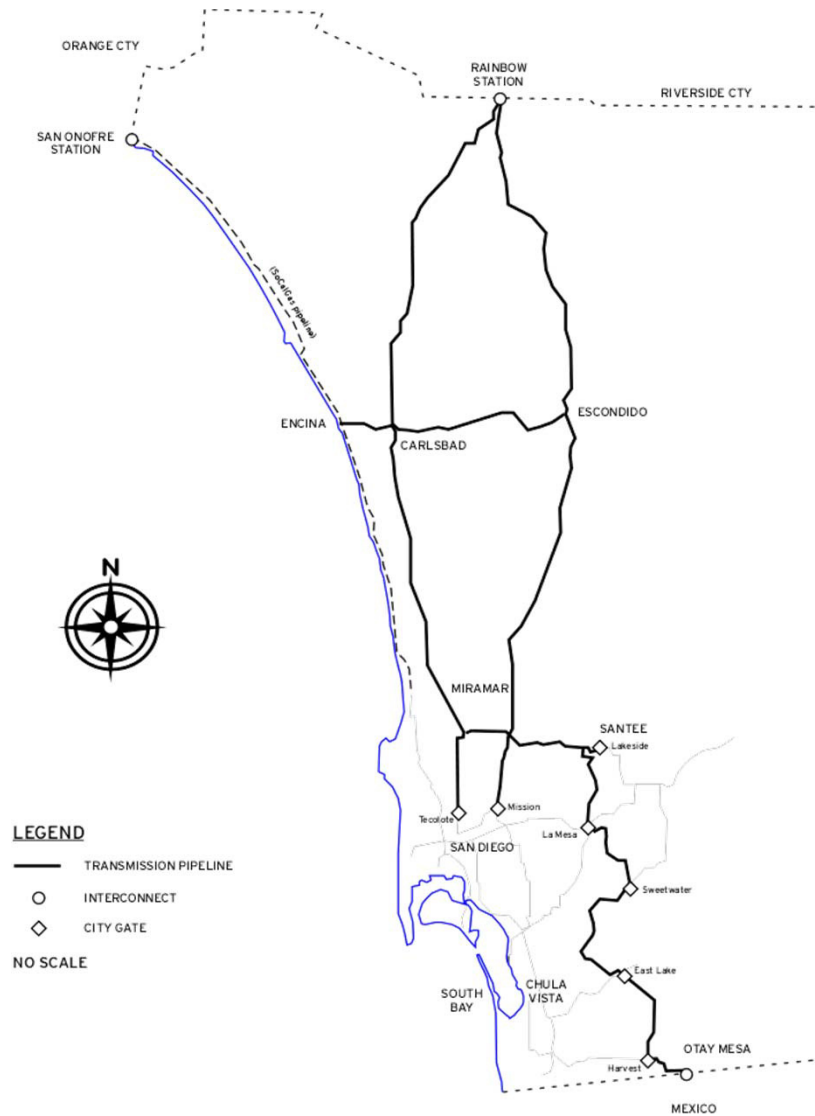 ORANGE CTY
RAINBOW
STATION
RIVERSIDE CTY
SAN ONOFRE
STATION
(SoCalGas pipeline)
ENCINA
CARLSBAD
ESCONDIDO
N
MIRAMAR
SANTEE
Lakeside
Tecolote
Mission
La Mesa
SAN DIEGO
Sweetwater
LEGEND
TRANSMISSION PIPELINE
INTERCONNECT
CITY GATE
NO SCALE
East Lake
SOUTH
BAY
CHULA
VISTA
OTAY MESA
Harvest
MEXICO